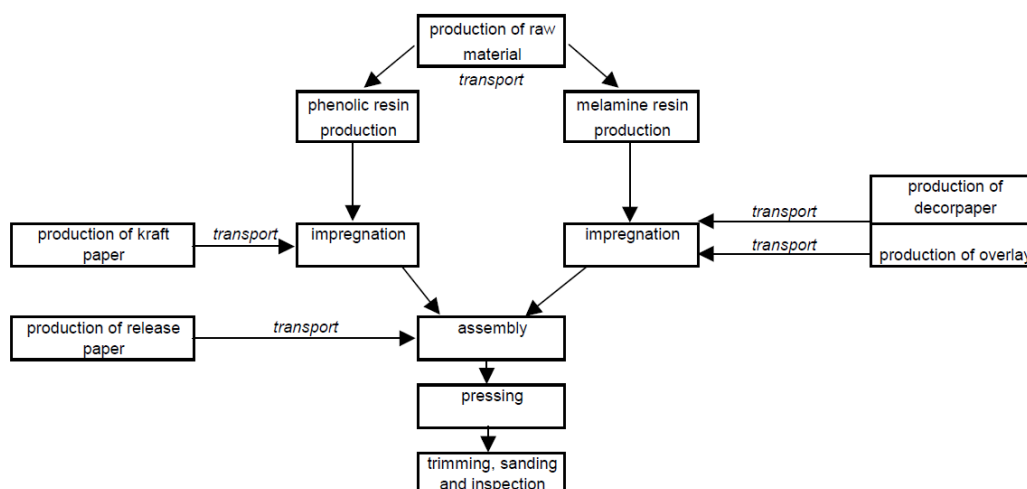 production of raw
material
transport
phenolic resin
production
melamine resin
production
production of
decorpaper
transport
production of kraft
paper
transport
impregnation
impregnation
transport
production of overlay
production of release
paper
transport
assembly
pressing
trimming, sanding
and inspection